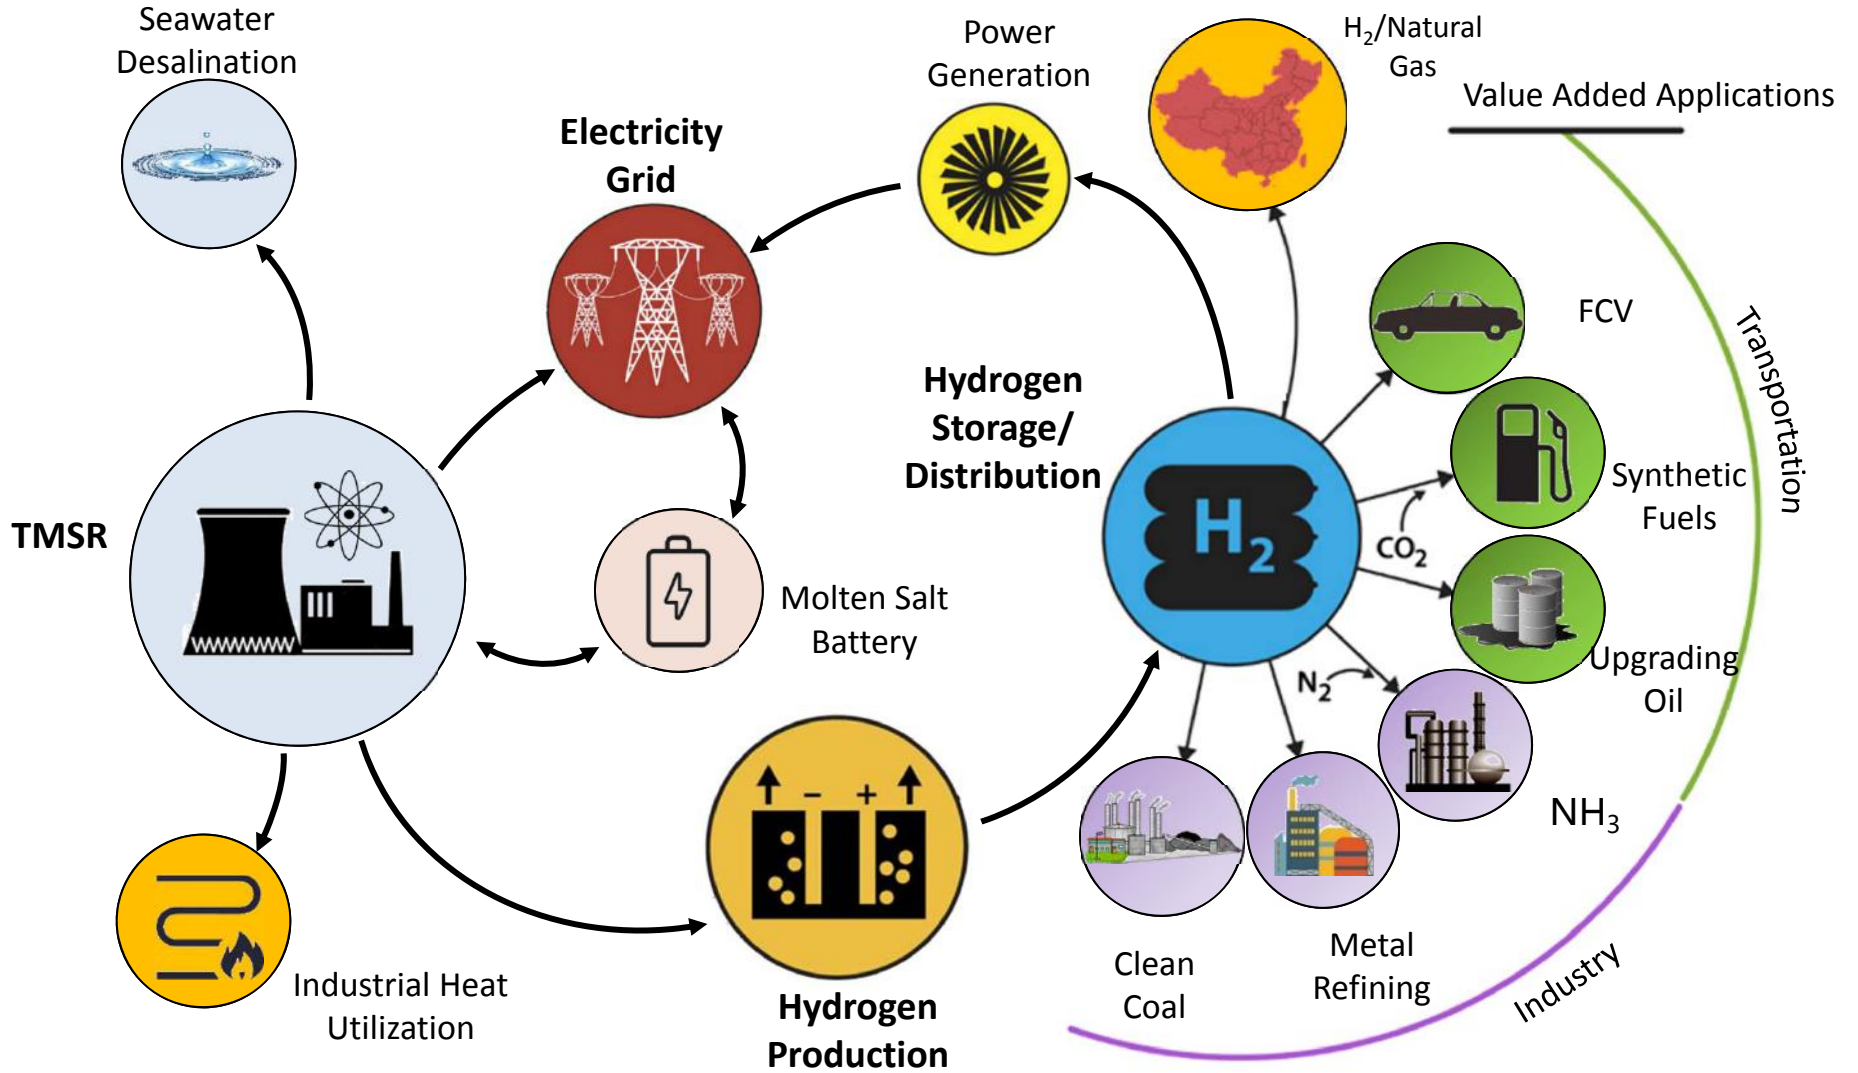 Seawater
Desalination
Power
Generation
H₂/Natural
Gas
Value Added Applications
Electricity
Grid
FCV
Transportation
Hydrogen
Storage/
Distribution
H₂
Synthetic
Fuels
CO₂
TMSR
Molten Salt
Battery
Upgrading
Oil
N₂
NH₃
- +
Clean
Coal
Metal
Refining
Industry
Industrial Heat
Utilization
Hydrogen
Production